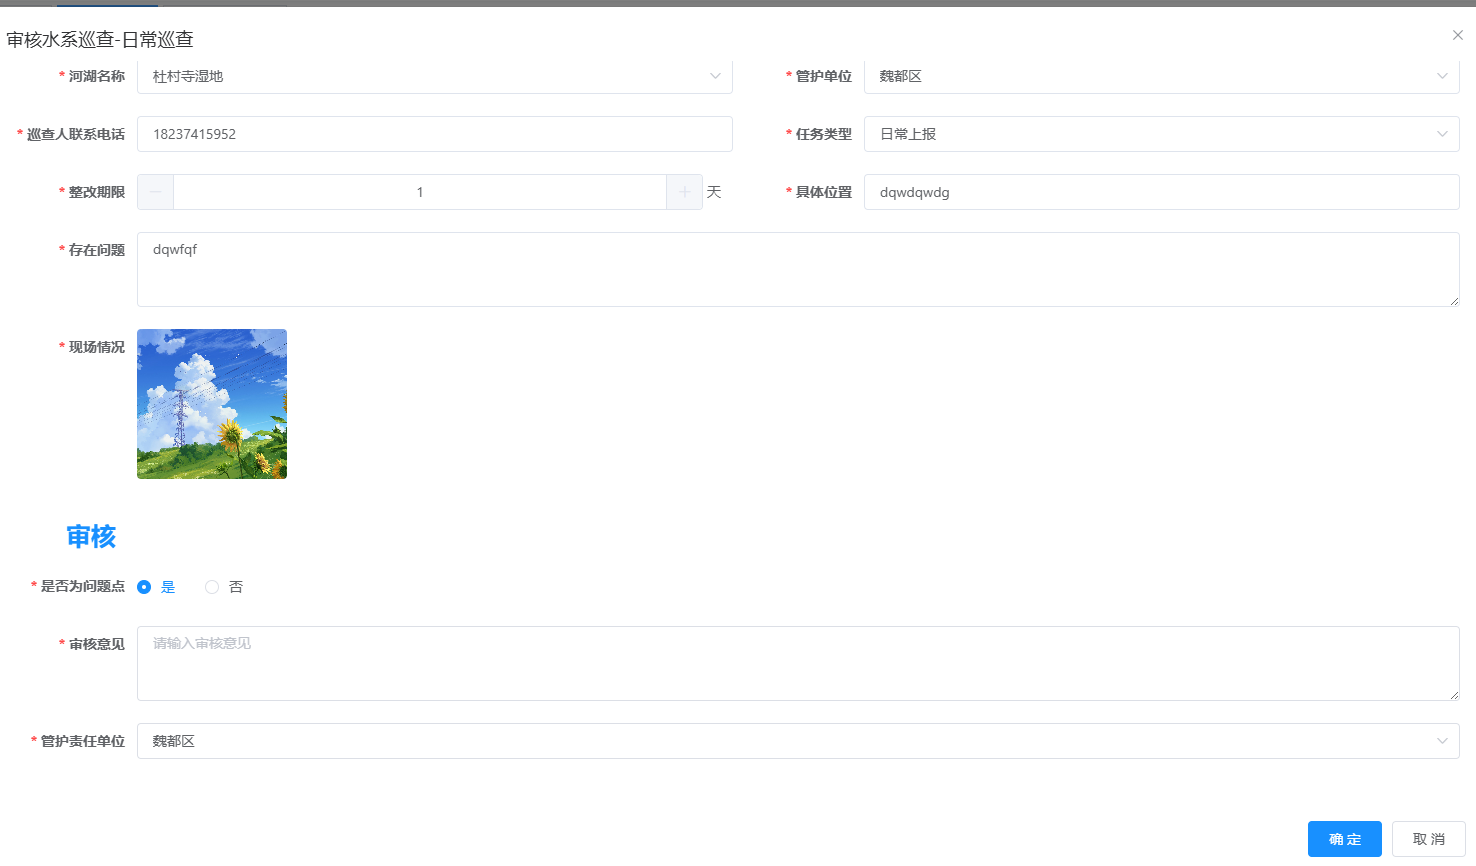 审核水系巡查-日常巡查
* 河湖名称 杜村寺湿地 * 管护单位 魏都区
* 巡查人联系电话 18237415952 * 任务类型 日常上报
* 整改期限 1 天 * 具体位置 dqwdqwdg
* 存在问题 dqwfqf
* 现场情况
审核
* 是否为问题点 是 否
* 审核意见 请输入审核意见
* 管护责任单位 魏都区
确定 取消